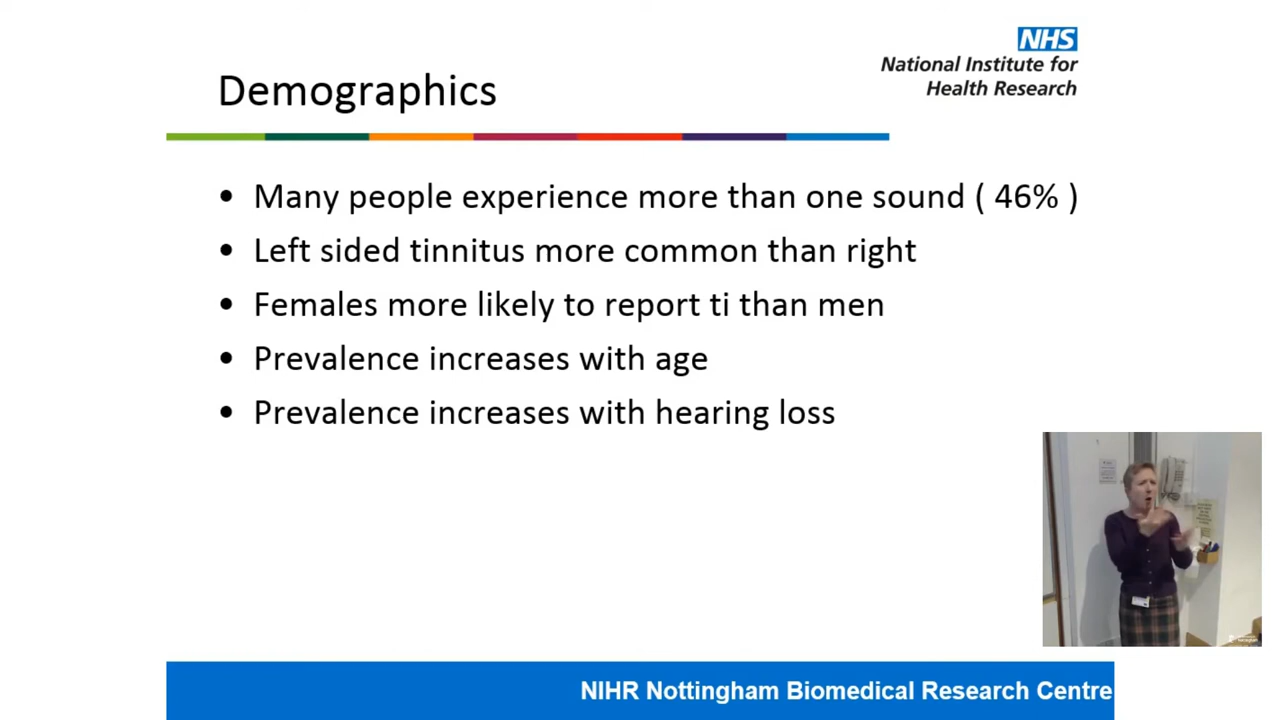 NHS
National Institute for
Health Research
Demographics
• Many people experience more than one sound ( 46% )
• Left sided tinnitus more common than right
• Females more likely to report ti than men
• Prevalence increases with age
• Prevalence increases with hearing loss
NIHR Nottingham Biomedical Research Centre